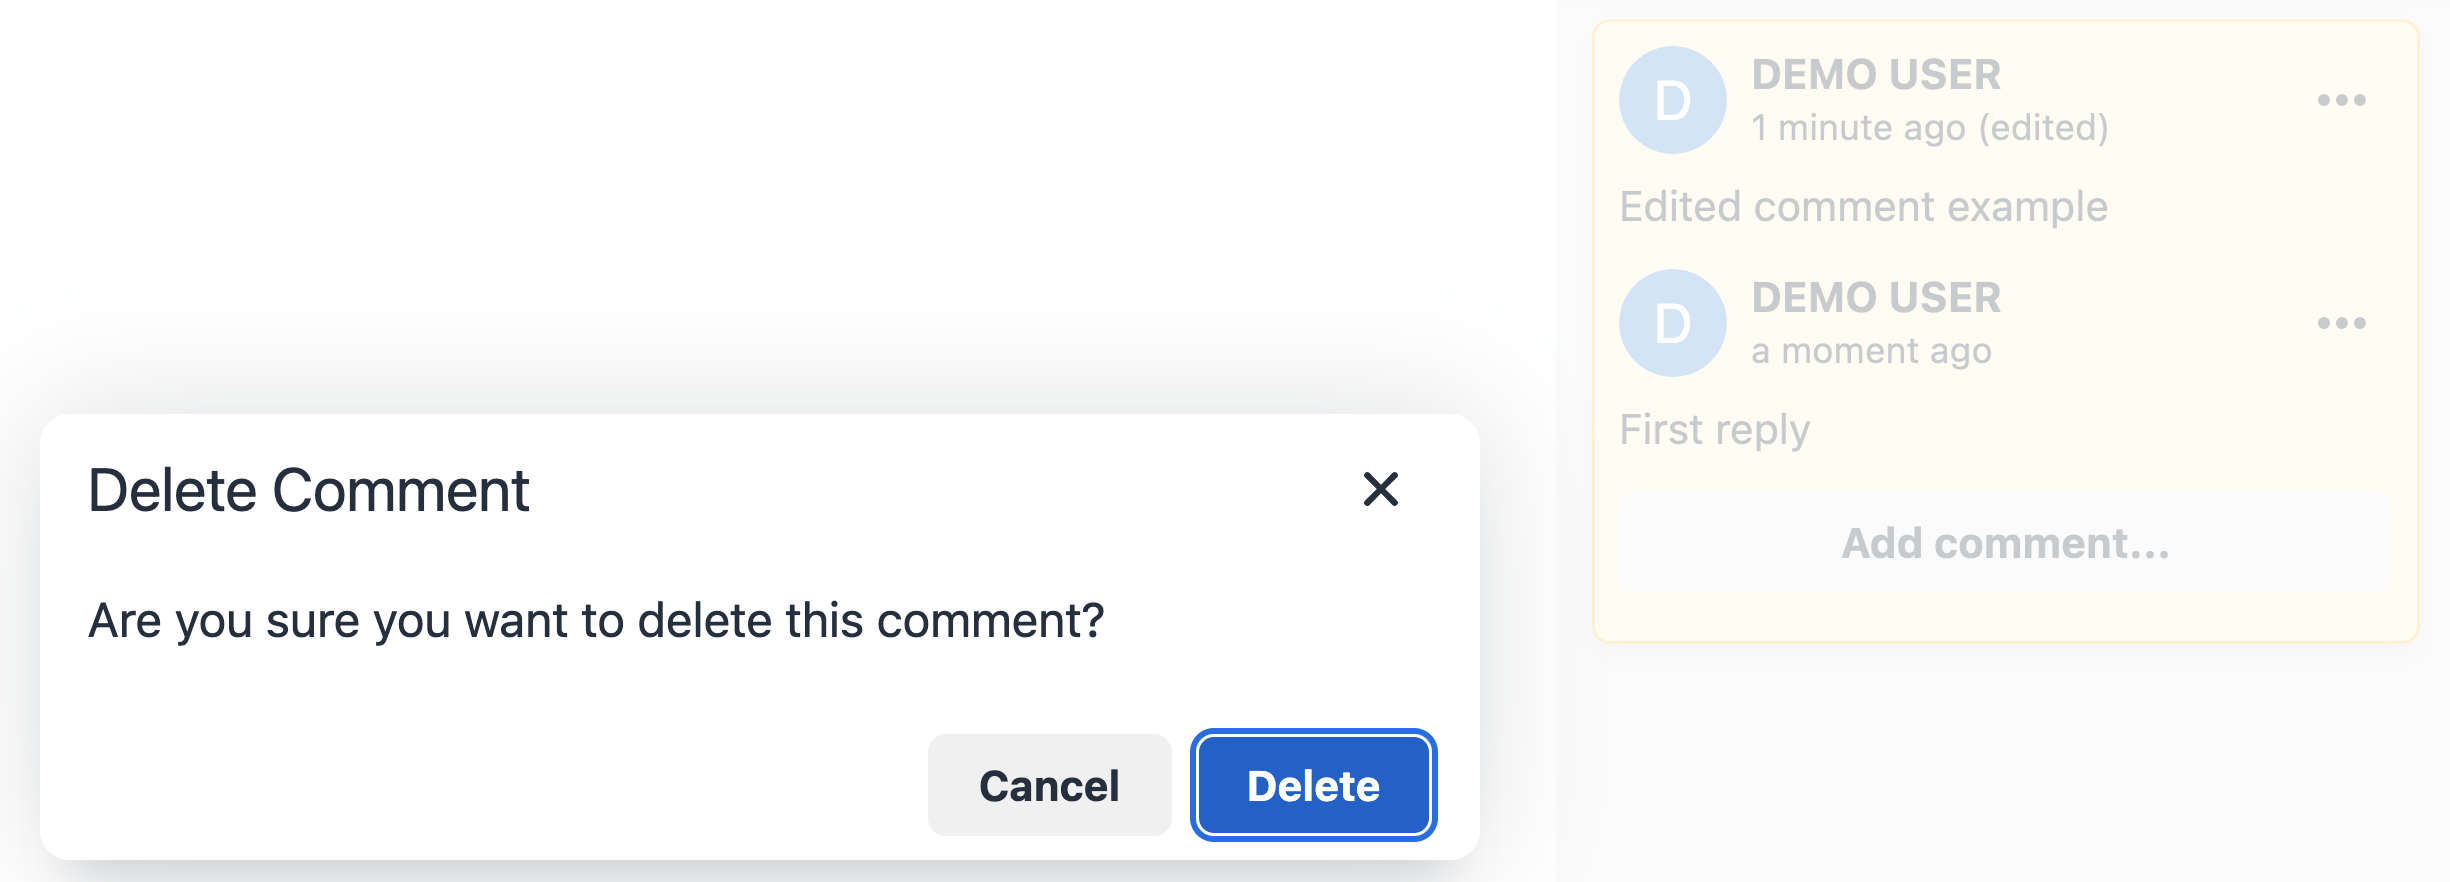 Delete Comment
Are you sure you want to delete this comment?
Cancel
Delete
D
DEMO USER
1 minute ago (edited)
Edited comment example
D
DEMO USER
a moment ago
First reply
Add comment...